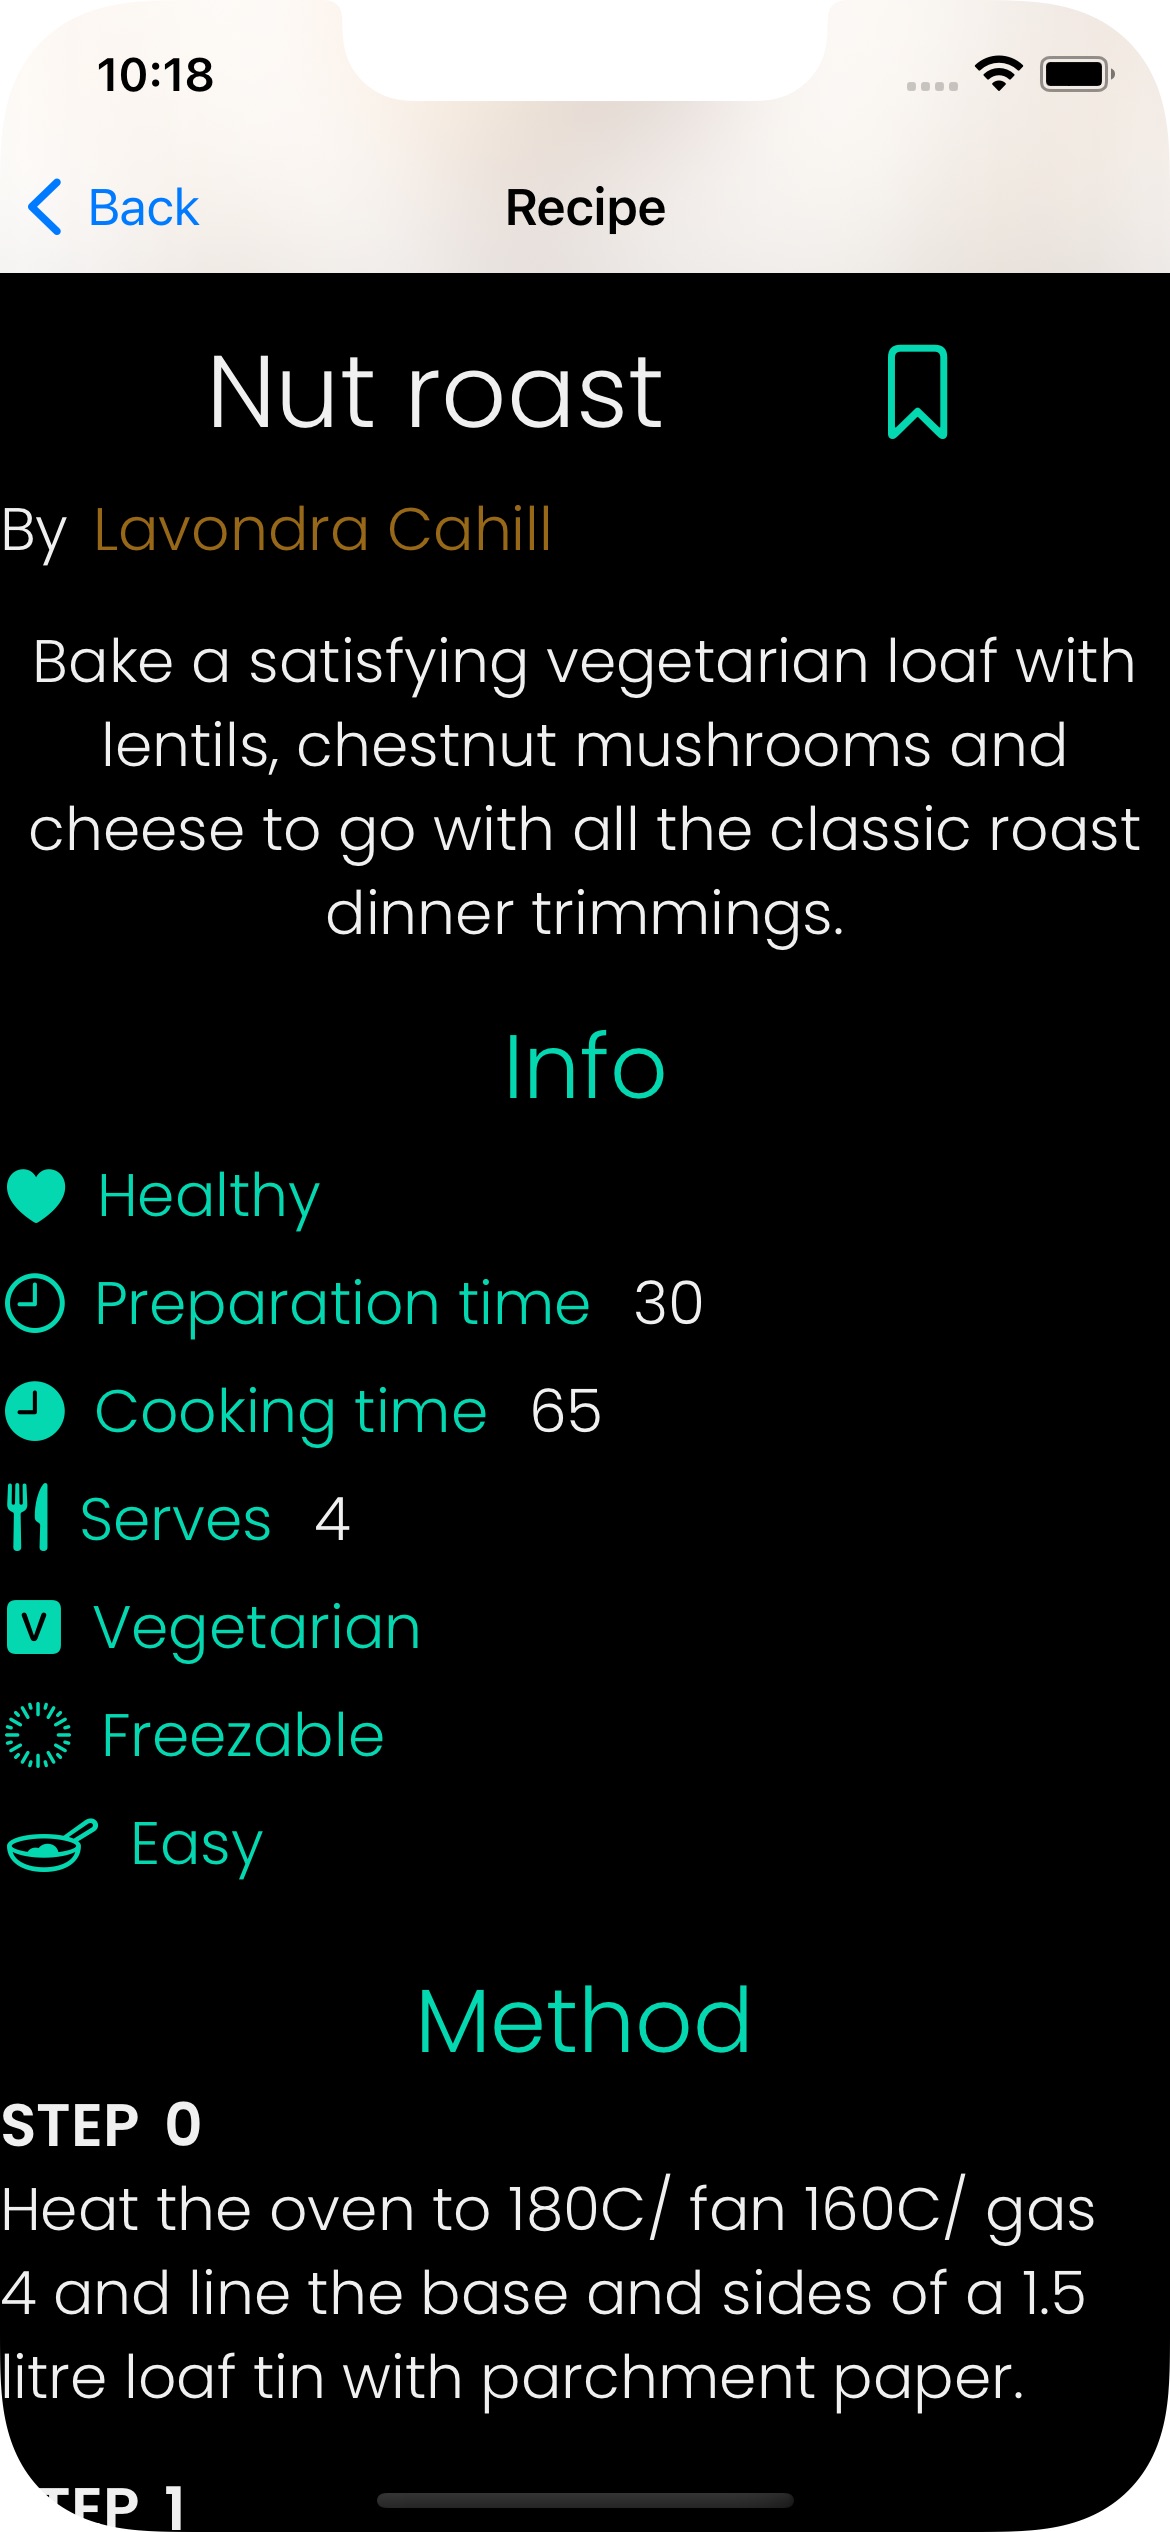 10:18
Back
Recipe
Nut roast
By Lavondra Cahill
Bake a satisfying vegetarian loaf with
lentils, chestnut mushrooms and
cheese to go with all the classic roast
dinner trimmings.
Info
Healthy
Preparation time 30
Cooking time 65
Serves 4
V Vegetarian
Freezable
Easy
Method
STEP 0
Heat the oven to 180C/ fan 160C/ gas
4 and line the base and sides of a 1.5
litre loaf tin with parchment paper.
STEP 1